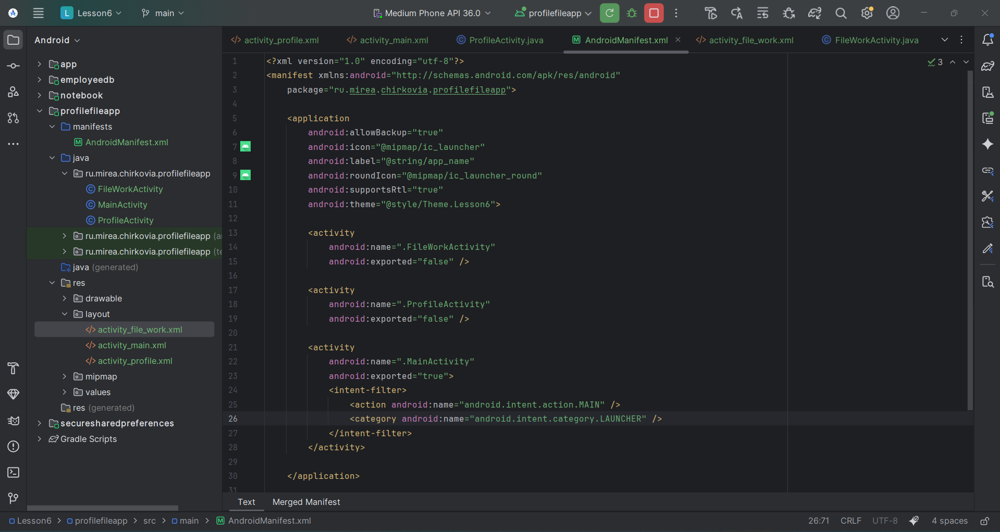 L Lesson6 main Medium Phone API 36.0 profilefileapp
Android
app
employeedb
notebook
profilefileapp
manifests
AndroidManifest.xml
java
ru.mirea.chirkovia.profilefileapp
FileWorkActivity
MainActivity
ProfileActivity
ru.mirea.chirkovia.profilefileapp
ru.mirea.chirkovia.profilefileapp
java (generated)
res
drawable
layout
activity_file_work.xml
activity_main.xml
activity_profile.xml
mipmap
values
res (generated)
securesharedpreferences
Gradle Scripts
activity_profile.xml activity_main.xml ProfileActivity.java AndroidManifest.xml activity_file_work.xml FileWorkActivity.java
3
1 <?xml version="1.0" encoding="utf-8"?>
2 <manifest xmlns:android="http://schemas.android.com/apk/res/android"
3 package="ru.mirea.chirkovia.profilefileapp">
4
5 <application
6 android:allowBackup="true"
7 android:icon="@mipmap/ic_launcher"
8 android:label="@string/app_name"
9 android:roundIcon="@mipmap/ic_launcher_round"
10 android:supportsRtl="true"
11 android:theme="@style/Theme.Lesson6">
12
13 <activity
14 android:name=".FileWorkActivity"
15 android:exported="false" />
16
17 <activity
18 android:name=".ProfileActivity"
19 android:exported="false" />
20
21 <activity
22 android:name=".MainActivity"
23 android:exported="true">
24 <intent-filter>
25 <action android:name="android.intent.action.MAIN" />
26 <category android:name="android.intent.category.LAUNCHER" />
27 </intent-filter>
28 </activity>
29
30 </application>
31
Text Merged Manifest
Lesson6 > profilefileapp > src > main > AndroidManifest.xml 26:71 CRLF UTF-8 4 spaces